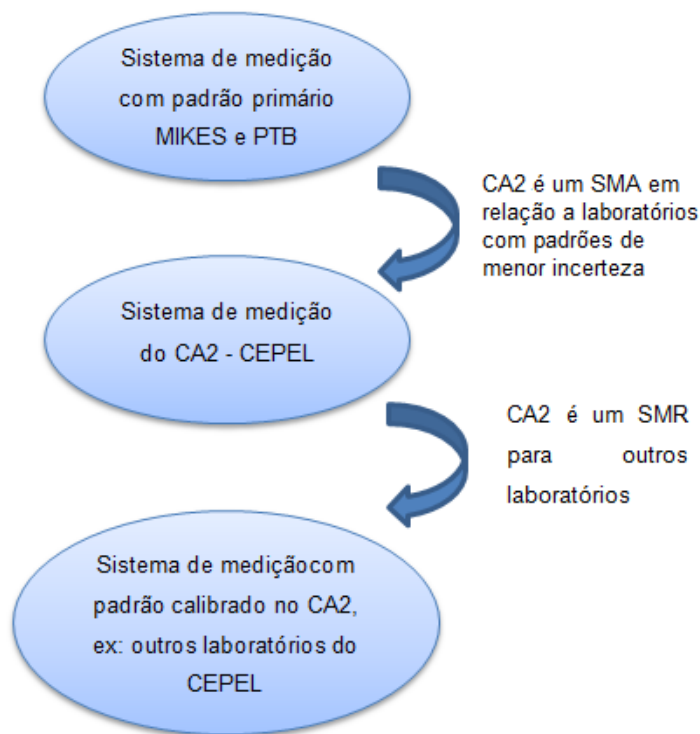 Sistema de medição
com padrão primário
MIKES e PTB
CA2 é um SMA em
relação a laboratórios
com padrões de
menor incerteza
Sistema de medição
do CA2 - CEPEL
CA2 é um SMR
para outros
laboratórios
Sistema de mediçãocom
padrão calibrado no CA2,
ex: outros laboratórios do
CEPEL